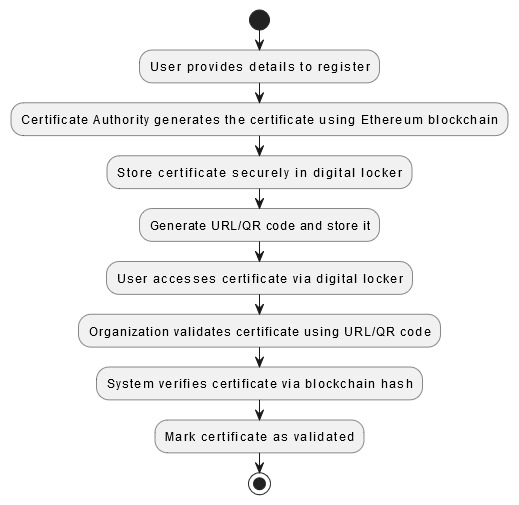 User provides details to register
Certificate Authority generates the certificate using Ethereum blockchain
Store certificate securely in digital locker
Generate URL/QR code and store it
User accesses certificate via digital locker
Organization validates certificate using URL/QR code
System verifies certificate via blockchain hash
Mark certificate as validated